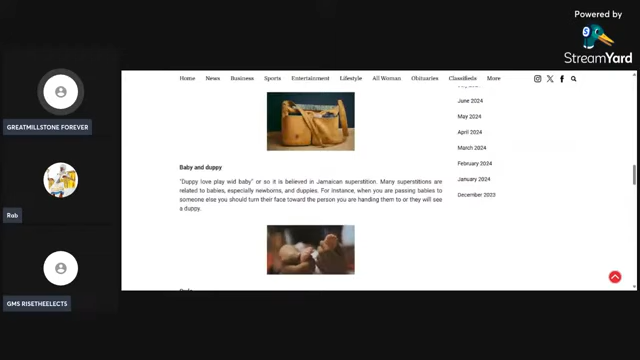 Powered by
StreamYard
Home News Business Sports Entertainment Lifestyle All Woman Obituaries Classifieds More
June 2024
May 2024
April 2024
March 2024
February 2024
January 2024
December 2023
GREATMILLSTONE FOREVER
Baby and duppy
"Duppy love play wid baby" or so it is believed in Jamaican superstition. Many superstitions are
related to babies, especially newborns, and duppies. For instance, when you are passing babies to
someone else you should turn their face toward the person you are handing them to or they will see
a duppy.
Rob
GMS RISETHEELECTS